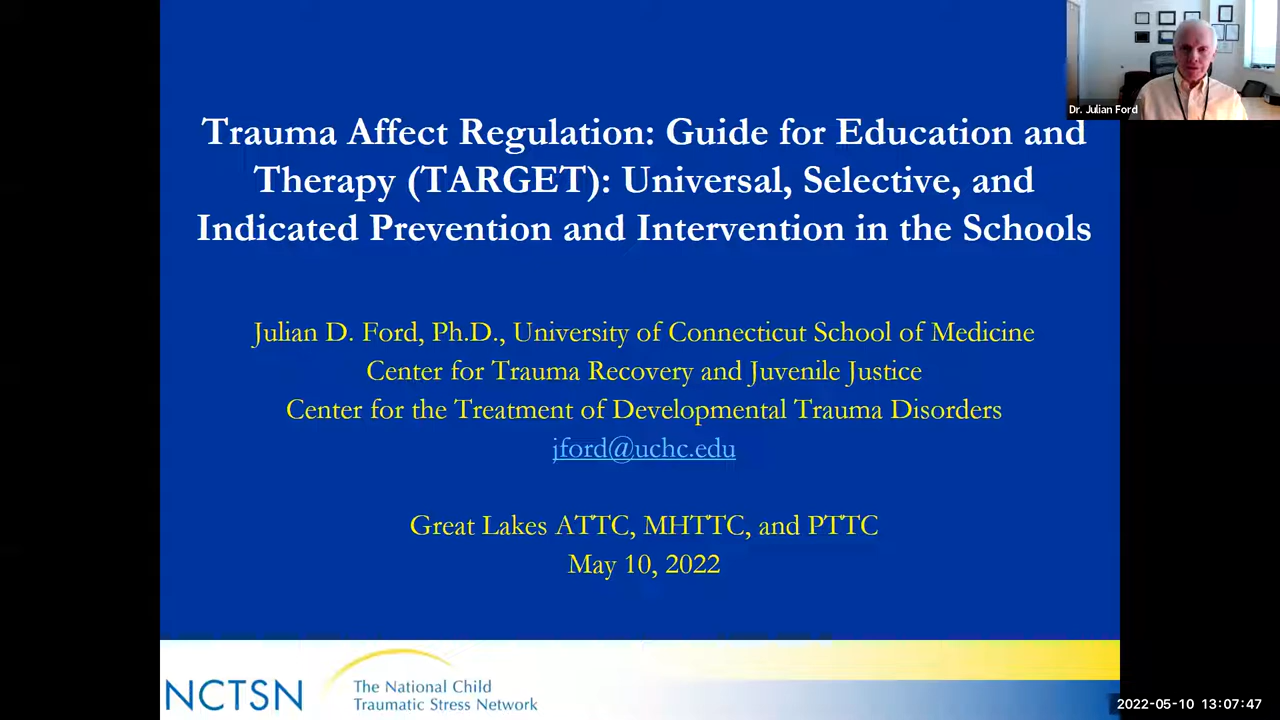 Dr. Julian Ford
Trauma Affect Regulation: Guide for Education and
Therapy (TARGET): Universal, Selective, and
Indicated Prevention and Intervention in the Schools
Julian D. Ford, Ph.D., University of Connecticut School of Medicine
Center for Trauma Recovery and Juvenile Justice
Center for the Treatment of Developmental Trauma Disorders
jford@uchc.edu
Great Lakes ATTC, MHTTC, and PTTC
May 10, 2022
NCTSN
The National Child
Traumatic Stress Network
2022-05-10 13:07:47